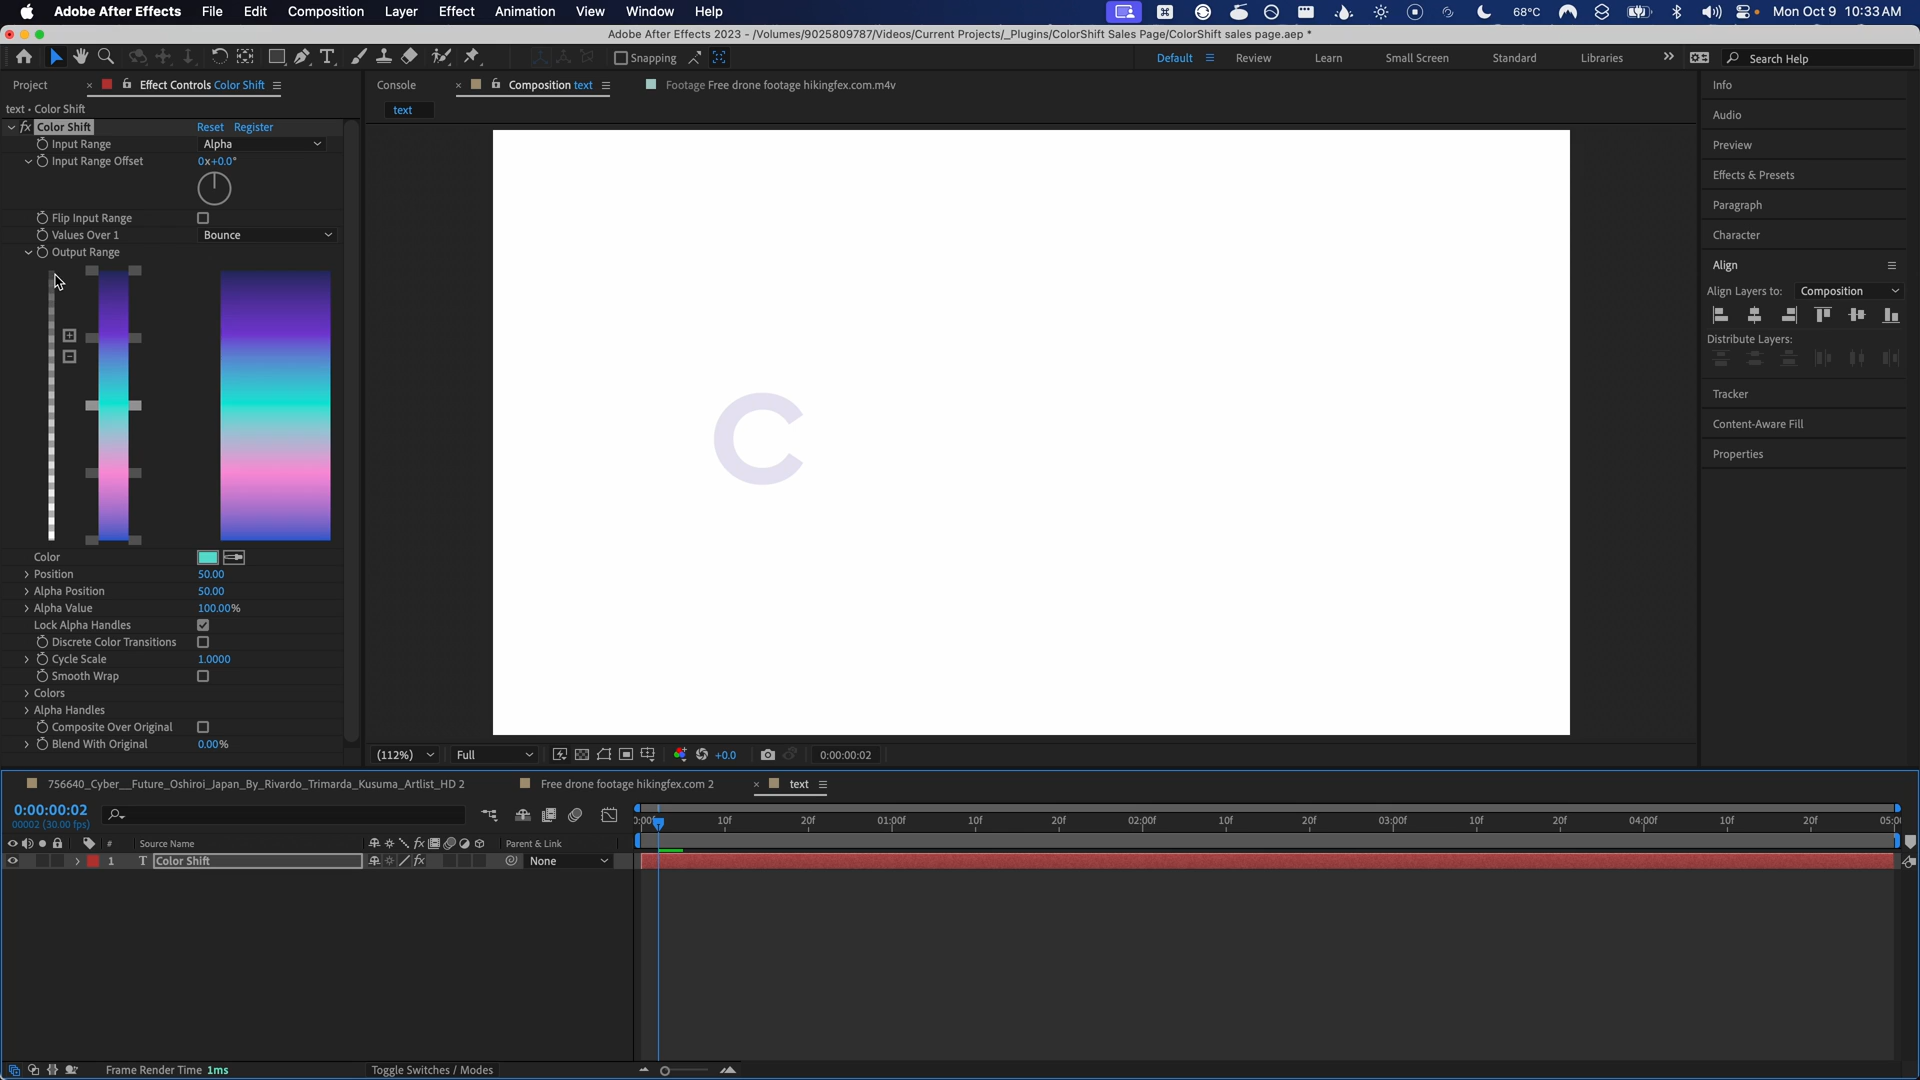 Adobe After Effects File Edit Composition Layer Effect Animation View Window Help 68°C Mon Oct 9 10:33 AM
Adobe After Effects 2023 - /Volumes/9025809787/Videos/Current Projects/_Plugins/ColorShift Sales Page/ColorShift sales page.aep *
Snapping Default Review Learn Small Screen Standard Libraries Search Help
Project Effect Controls Color Shift Console Composition text Footage Free drone footage hikingfex.com.m4v Info
text • Color Shift text
fx Color Shift Reset Register
Input Range Alpha
Input Range Offset 0x+0.0°
Flip Input Range
Values Over 1 Bounce
Output Range
Color
Position 50.00
Alpha Position 50.00
Alpha Value 100.00%
Lock Alpha Handles
Discrete Color Transitions
Cycle Scale 1.0000
Smooth Wrap
Colors
Alpha Handles
Composite Over Original
Blend With Original 0.00%
C
(112%) Full +0.0 0:00:00:02
Audio
Preview
Effects & Presets
Paragraph
Character
Align
Align Layers to: Composition
Distribute Layers:
Tracker
Content-Aware Fill
Properties
756640_Cyber__Future_Oshiroi_Japan_By_Rivardo_Trimarda_Kusuma_Artlist_HD 2 Free drone footage hikingfex.com 2 text
0:00:00:02
00002 (30.00 fps)
:00f 10f 20f 01:00f 10f 20f 02:00f 10f 20f 03:00f 10f 20f 04:00f 10f 20f 05:00
# Source Name fx Parent & Link
1 T Color Shift fx None
Frame Render Time 1ms Toggle Switches / Modes